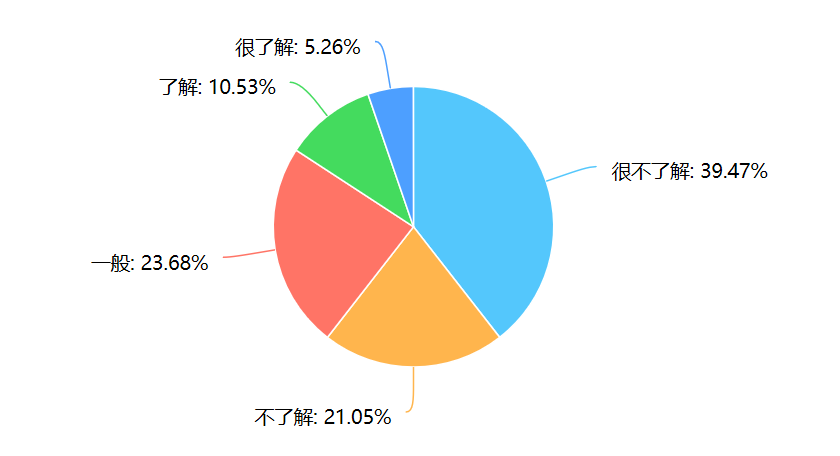 很了解: 5.26%
了解: 10.53%
很不了解: 39.47%
一般: 23.68%
不了解: 21.05%